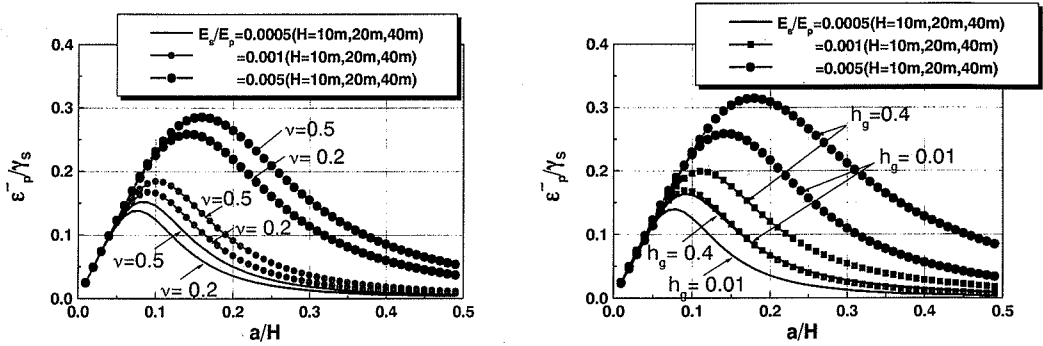 E_s/E_p=0.0005(H=10m,20m,40m)
=0.001(H=10m,20m,40m)
=0.005(H=10m,20m,40m)
0.4
0.3
0.2
0.1
0.0
ε⁻_p/γ_s
ν=0.5
ν= 0.2
ν=0.5
ν= 0.2
ν=0.5
ν= 0.2
0.0 0.1 0.2 0.3 0.4 0.5
a/H
E_s/E_p=0.0005(H=10m,20m,40m)
=0.001(H=10m,20m,40m)
=0.005(H=10m,20m,40m)
0.4
0.3
0.2
0.1
0.0
ε⁻_p/γ_s
h_g=0.4
h_g= 0.01
h_g= 0.4
h_g= 0.01
0.0 0.1 0.2 0.3 0.4 0.5
a/H